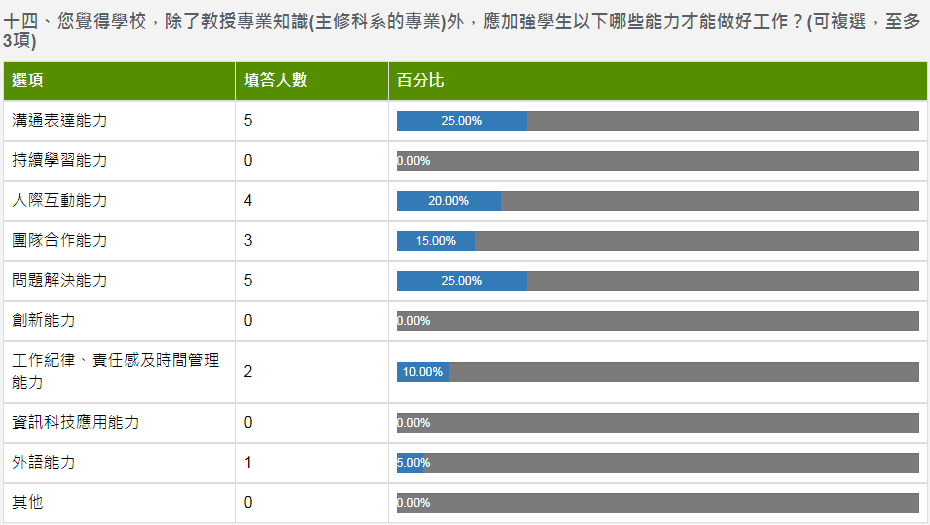 十四、您覺得學校，除了教授專業知識(主修科系的專業)外，應加強學生以下哪些能力才能做好工作？(可複選，至多
3項)
選項 填答人數 百分比
溝通表達能力 5 25.00%
持續學習能力 0 0.00%
人際互動能力 4 20.00%
團隊合作能力 3 15.00%
問題解決能力 5 25.00%
創新能力 0 0.00%
工作紀律、責任感及時間管理
能力 2 10.00%
資訊科技應用能力 0 0.00%
外語能力 1 5.00%
其他 0 0.00%